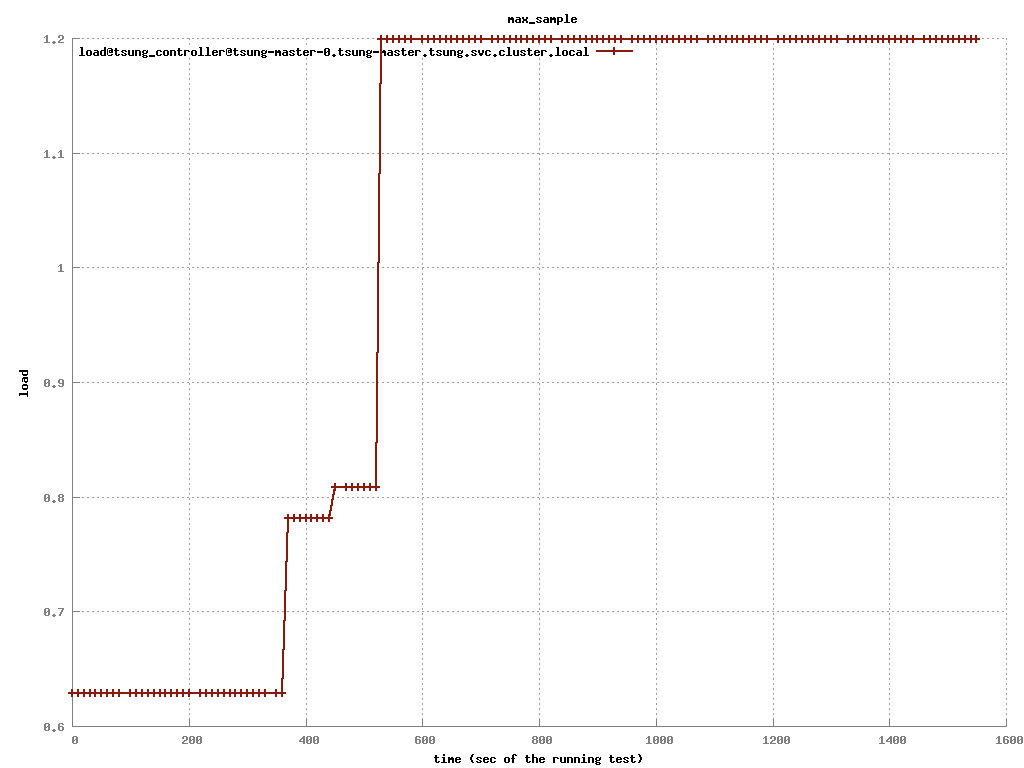 max_sample
1.2
load@tsung_controller@tsung-master-0.tsung-master.tsung.svc.cluster.local
1.1
1
0.9
load
0.8
0.7
0.6
0 200 400 600 800 1000 1200 1400 1600
time (sec of the running test)